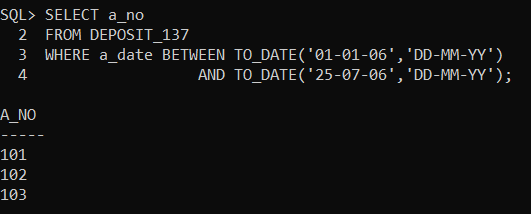 SQL> SELECT a_no
  2  FROM DEPOSIT_137
  3  WHERE a_date BETWEEN TO_DATE('01-01-06','DD-MM-YY')
  4                   AND TO_DATE('25-07-06','DD-MM-YY');
A_NO
-----
101
102
103